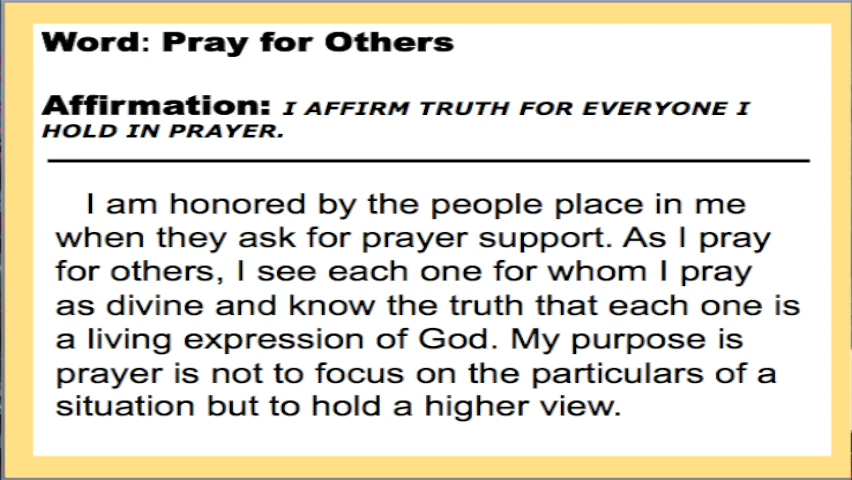 Word: Pray for Others
Affirmation: I AFFIRM TRUTH FOR EVERYONE I
HOLD IN PRAYER.
I am honored by the people place in me
when they ask for prayer support. As I pray
for others, I see each one for whom I pray
as divine and know the truth that each one is
a living expression of God. My purpose is
prayer is not to focus on the particulars of a
situation but to hold a higher view.